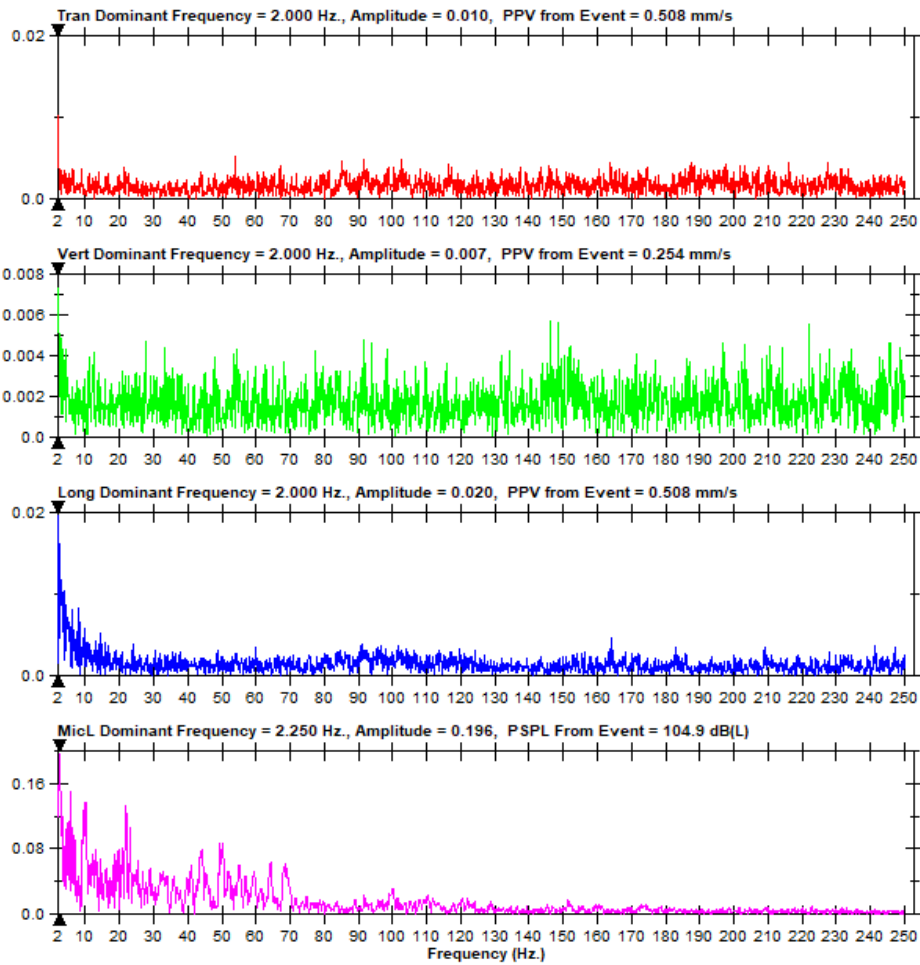 Tran Dominant Frequency = 2.000 Hz., Amplitude = 0.010, PPV from Event = 0.508 mm/s
0.02
0.0
2 10 20 30 40 50 60 70 80 90 100 110 120 130 140 150 160 170 180 190 200 210 220 230 250
Vert Dominant Frequency = 2.000 Hz., Amplitude = 0.007, PPV from Event = 0.254 mm/s
0.008
0.006
0.004
0.002
0.0
2 10 20 30 40 50 60 70 80 90 100 110 120 130 140 150 160 170 180 190 200 210 220 230 250
Long Dominant Frequency = 2.000 Hz., Amplitude = 0.020, PPV from Event = 0.508 mm/s
0.02
0.0
2 10 20 30 40 50 60 70 80 90 100 110 120 130 140 150 160 170 180 190 200 210 220 230 250
MicL Dominant Frequency = 2.250 Hz., Amplitude = 0.196, PSPL From Event = 104.9 dB(L)
0.16
0.08
0.0
2 10 20 30 40 50 60 70 80 90 100 110 120 130 140 150 160 170 180 190 200 210 220 230 250
Frequency (Hz.)